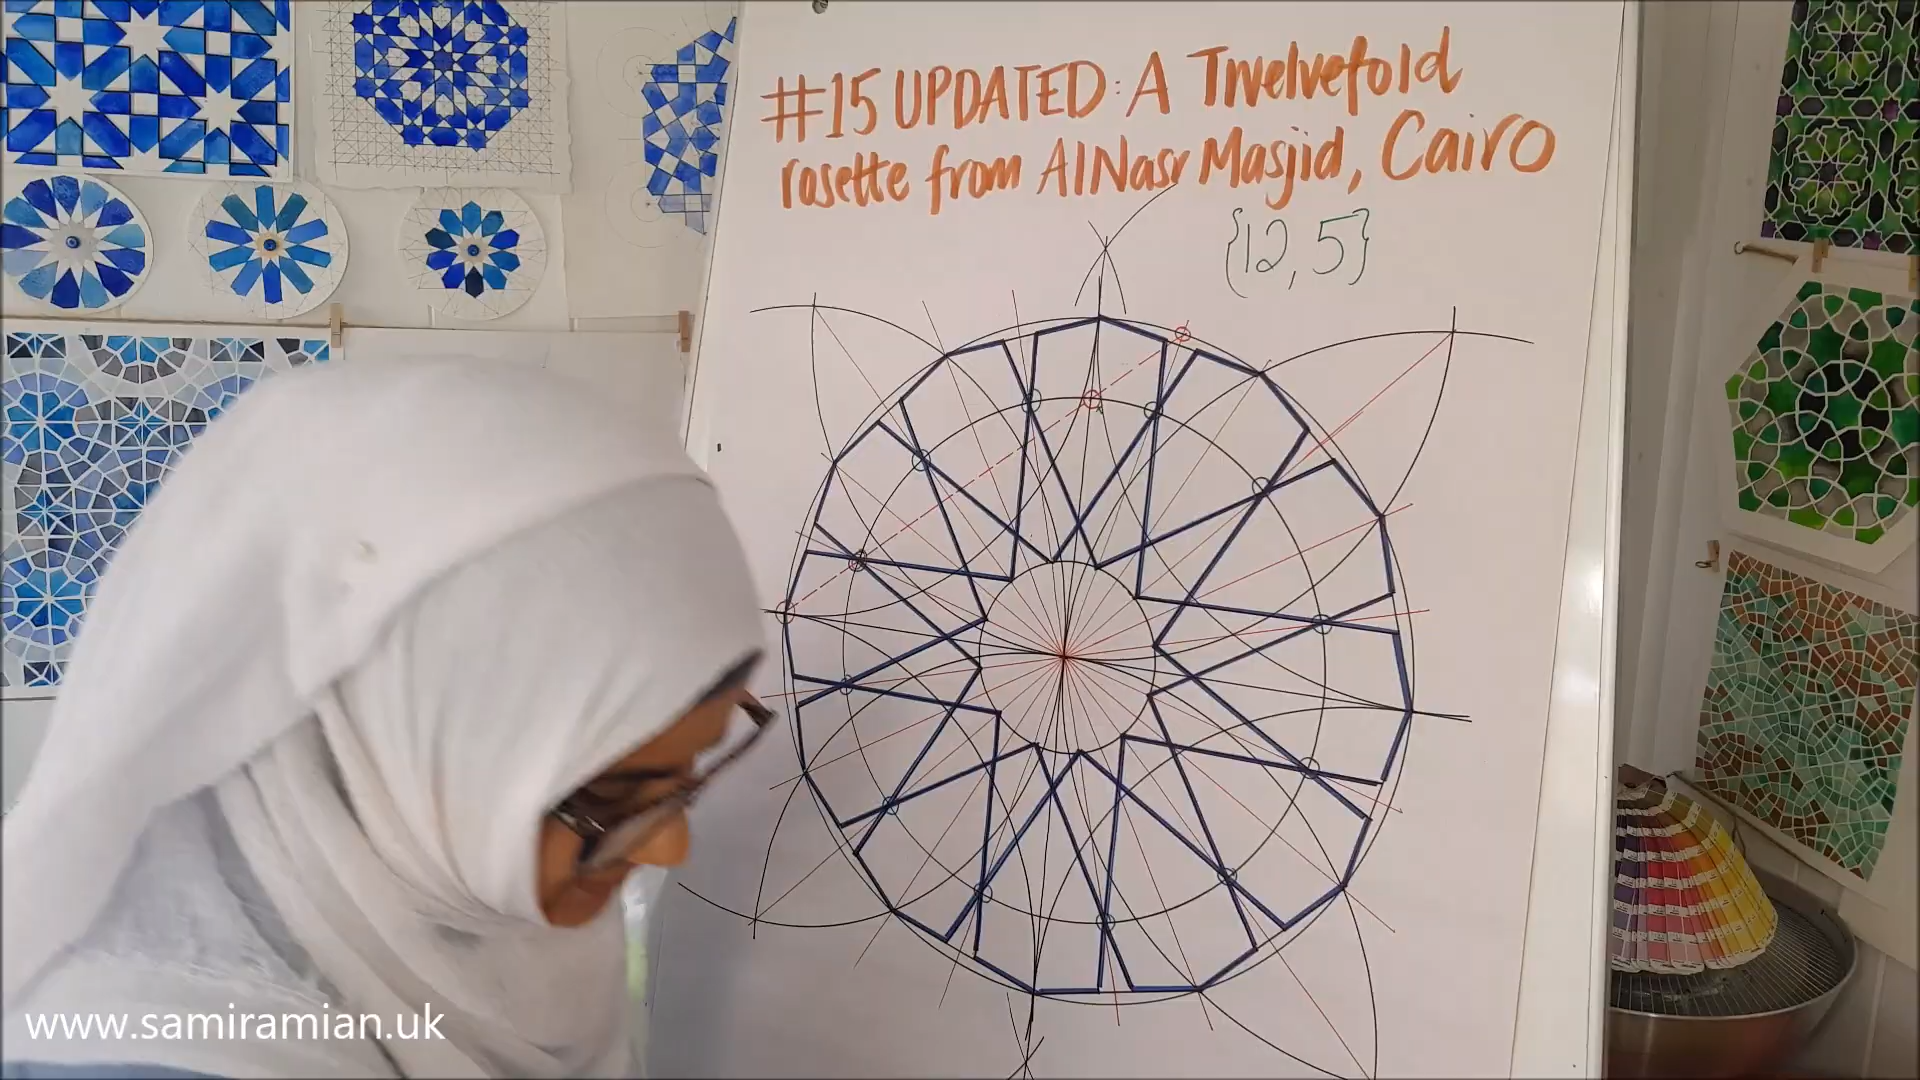 #15 UPDATED: A Twelvefold
rosette from AlNasr Masjid, Cairo
{12,5}
www.samiramian.uk